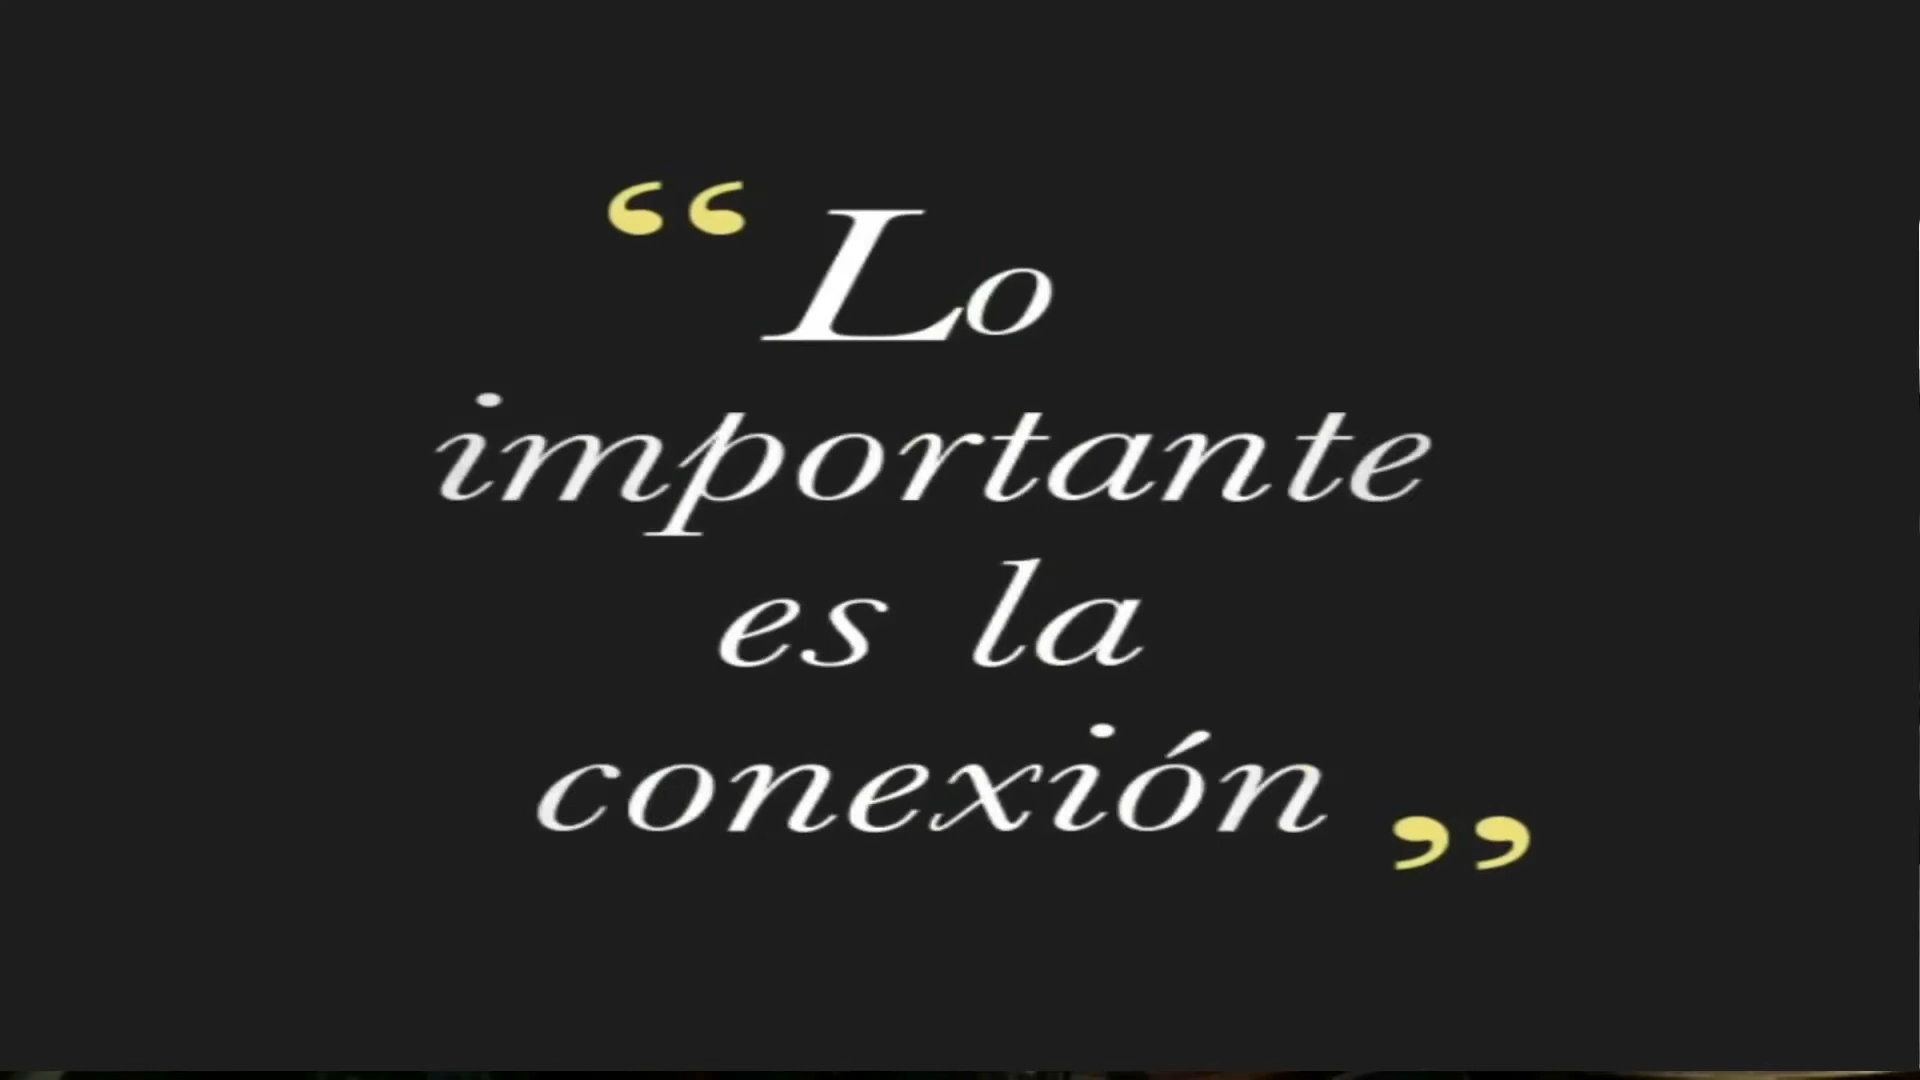 “Lo
importante
es la
conexión”